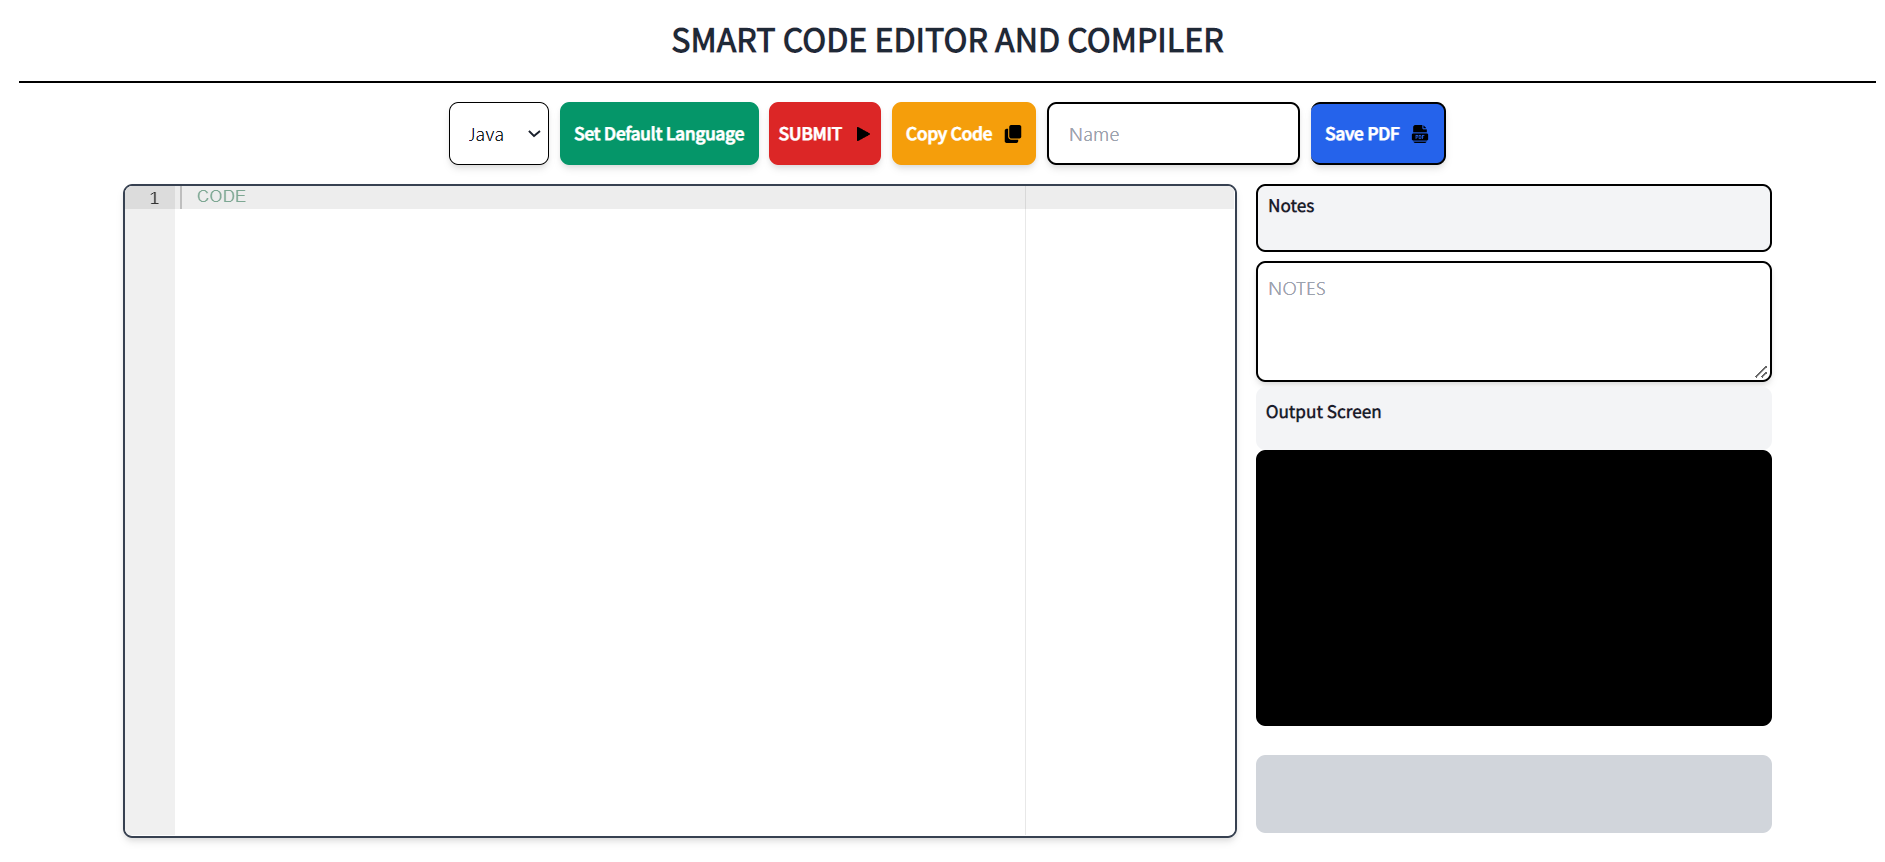 SMART CODE EDITOR AND COMPILER
Java
Set Default Language
SUBMIT
Copy Code
Name
Save PDF
1
CODE
Notes
NOTES
Output Screen